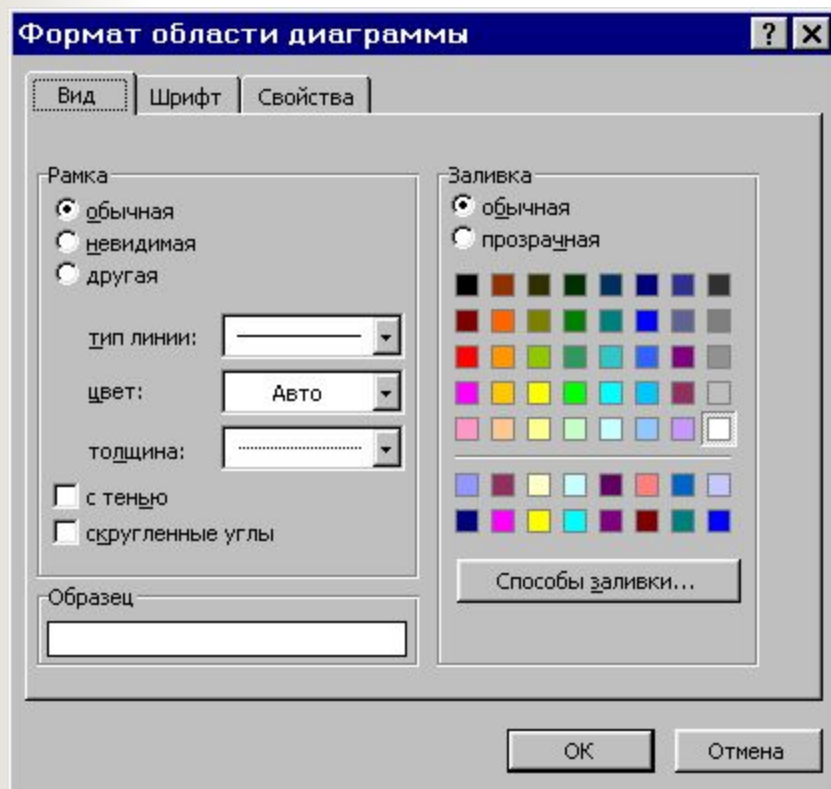 Формат области диаграммы
Вид Шрифт Свойства
Рамка
обычная
невидимая
другая
тип линии:
цвет: Авто
толщина:
с тенью
скругленные углы
Образец
Заливка
обычная
прозрачная
Способы заливки...
ОК Отмена